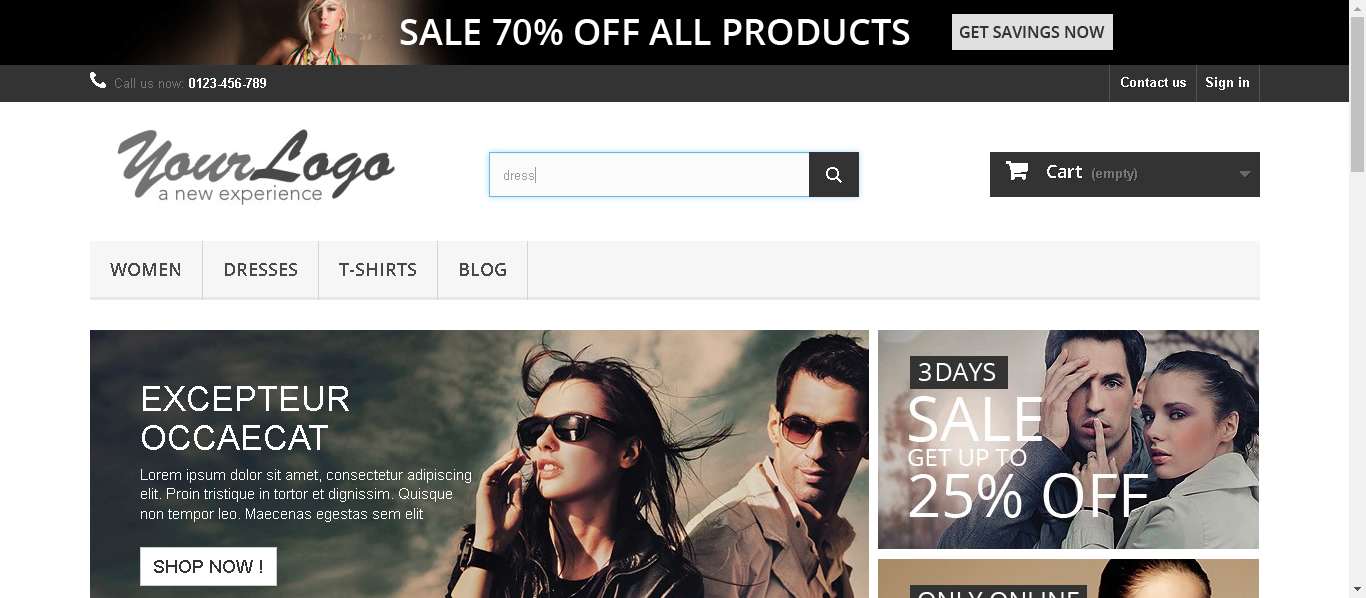 SALE 70% OFF ALL PRODUCTS
GET SAVINGS NOW
Call us now: 0123-456-789
Contact us
Sign in
YourLogo
a new experience
dress
Cart (empty)
WOMEN
DRESSES
T-SHIRTS
BLOG
EXCEPTEUR
OCCAECAT
Lorem ipsum dolor sit amet, consectetur adipiscing
elit. Proin tristique in tortor et dignissim. Quisque
non tempor leo. Maecenas egestas sem elit
SHOP NOW !
3 DAYS
SALE
GET UP TO
25% OFF
ONLY ONLINE